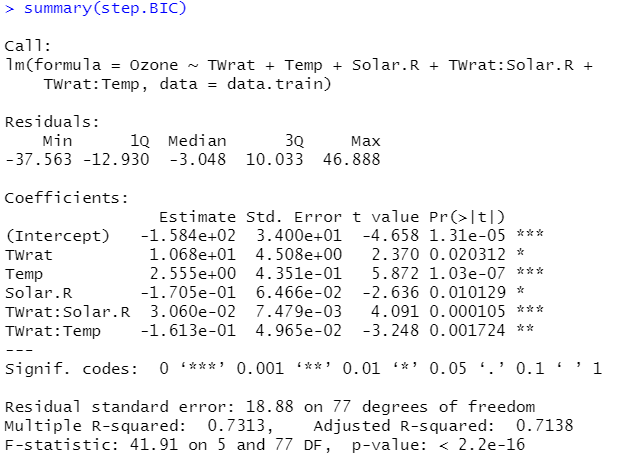 > summary(step.BIC)

Call:
lm(formula = Ozone ~ TWrat + Temp + Solar.R + TWrat:Solar.R +
    TWrat:Temp, data = data.train)

Residuals:
    Min      1Q  Median      3Q     Max
-37.563 -12.930  -3.048  10.033  46.888

Coefficients:
                Estimate Std. Error t value Pr(>|t|)
(Intercept)   -1.584e+02  3.400e+01  -4.658 1.31e-05 ***
TWrat          1.068e+01  4.508e+00   2.370 0.020312 *
Temp           2.555e+00  4.351e-01   5.872 1.03e-07 ***
Solar.R       -1.705e-01  6.466e-02  -2.636 0.010129 *
TWrat:Solar.R  3.060e-02  7.479e-03   4.091 0.000105 ***
TWrat:Temp    -1.613e-01  4.965e-02  -3.248 0.001724 **
---
Signif. codes:  0 ‘***’ 0.001 ‘**’ 0.01 ‘*’ 0.05 ‘.’ 0.1 ‘ ’ 1

Residual standard error: 18.88 on 77 degrees of freedom
Multiple R-squared:  0.7313,    Adjusted R-squared:  0.7138
F-statistic: 41.91 on 5 and 77 DF,  p-value: < 2.2e-16